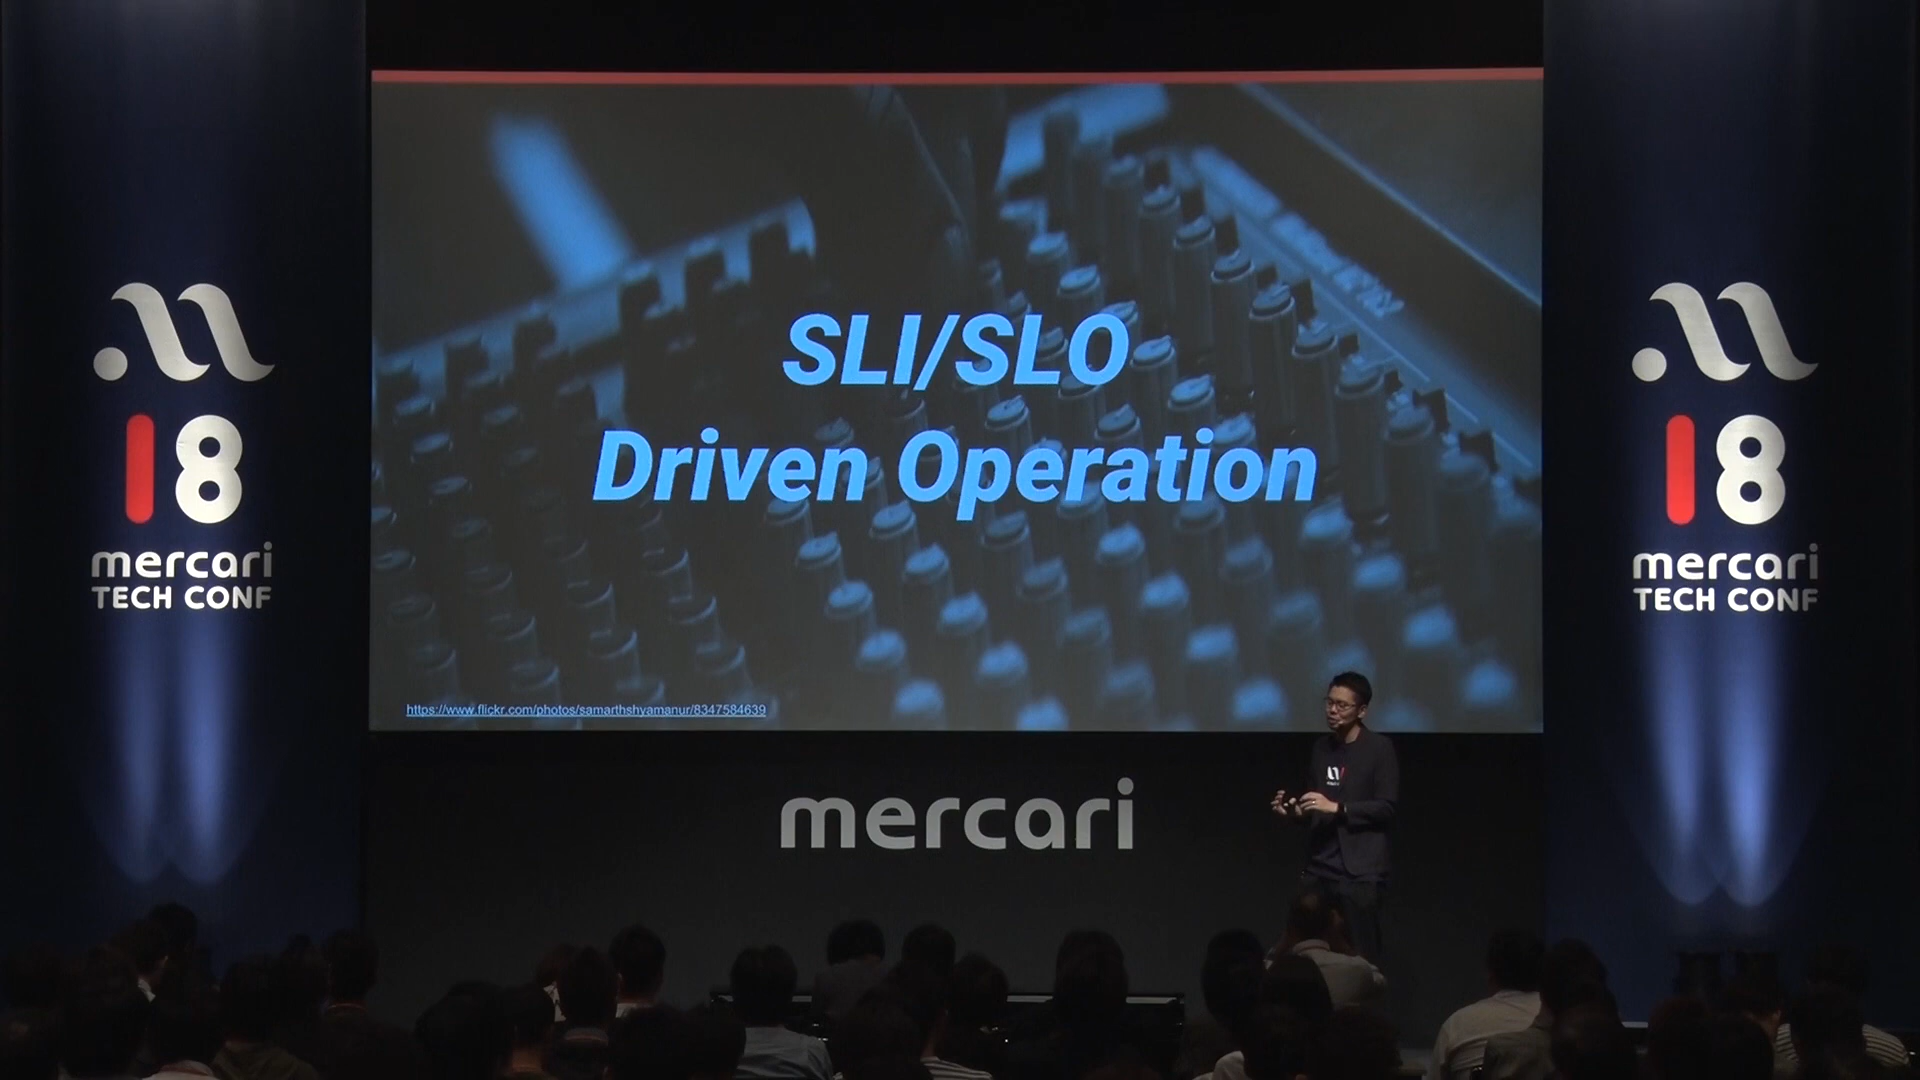 SLI/SLO
Driven Operation
https://www.flickr.com/photos/samarthshyamanur/8347584639
18
mercari
TECH CONF
18
mercari
TECH CONF
mercari